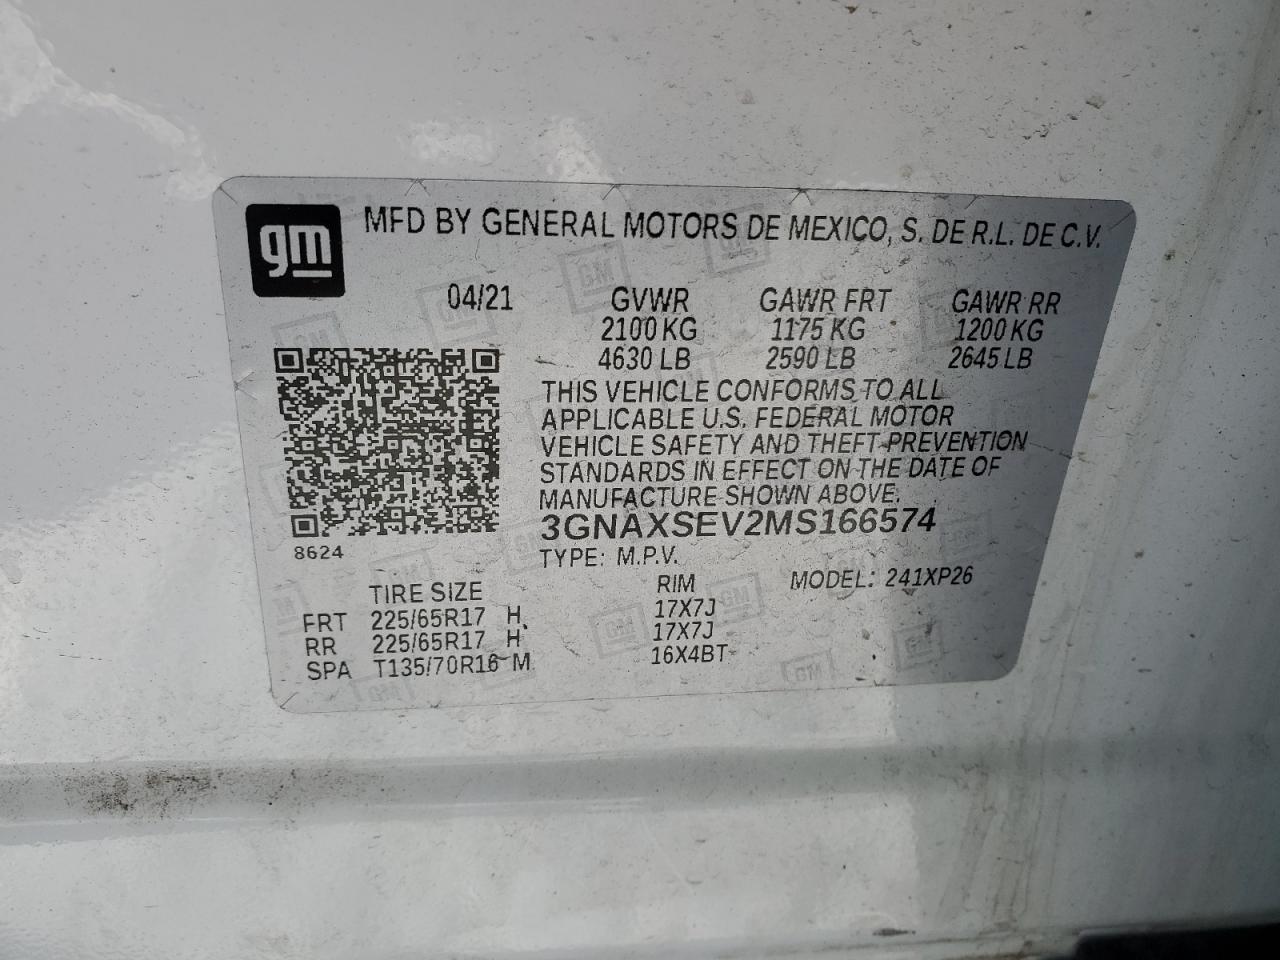 gm
MFD BY GENERAL MOTORS DE MEXICO, S. DE R.L. DE C.V.
04/21 GVWR GAWR FRT GAWR RR
2100 KG 1175 KG 1200 KG
4630 LB 2590 LB 2645 LB
THIS VEHICLE CONFORMS TO ALL
APPLICABLE U.S. FEDERAL MOTOR
VEHICLE SAFETY AND THEFT PREVENTION
STANDARDS IN EFFECT ON THE DATE OF
MANUFACTURE SHOWN ABOVE.
3GNAXSEV2MS166574
8624
TYPE: M.P.V.
MODEL: 241XP26
TIRE SIZE RIM
FRT 225/65R17 H 17X7J
RR 225/65R17 H 17X7J
SPA T135/70R16 M 16X4BT